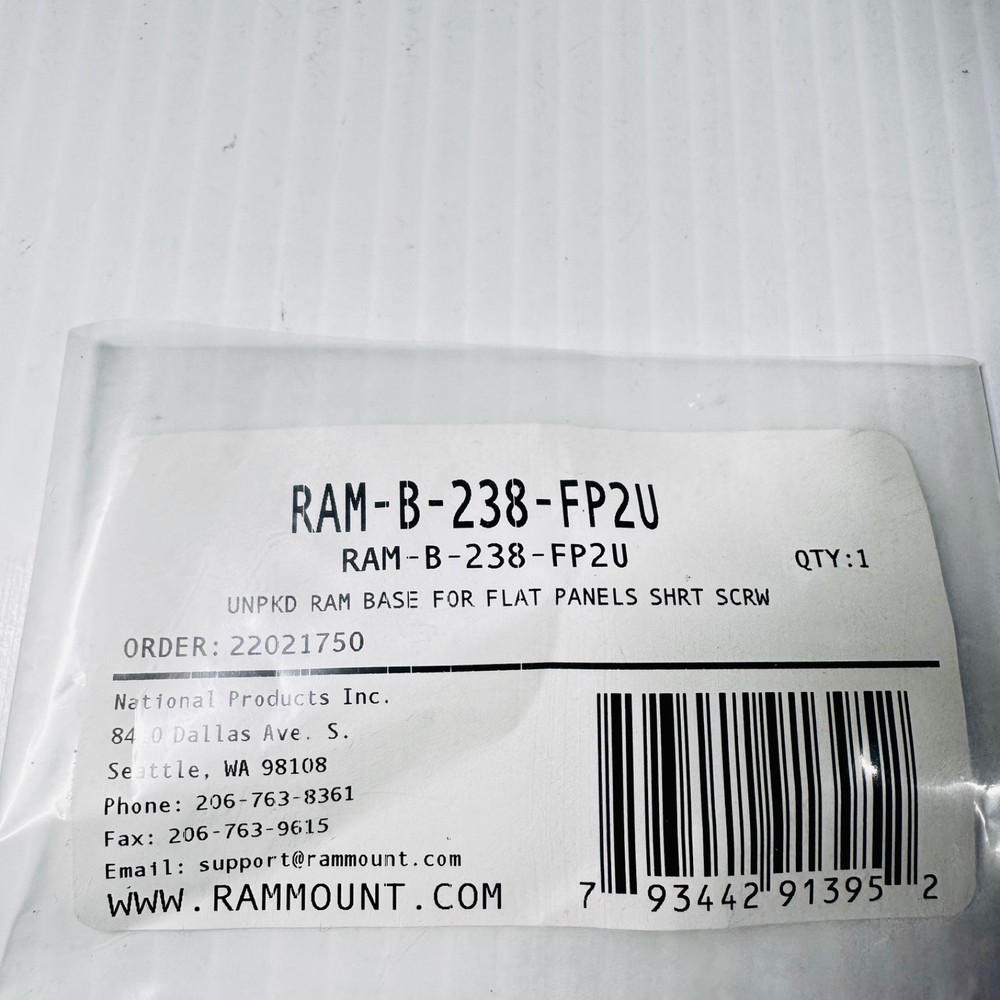 RAM-B-238-FP2U
RAM-B-238-FP2U
QTY:1
UNPKD RAM BASE FOR FLAT PANELS SHRT SCRW
ORDER: 22021750
National Products Inc.
Dallas Ave. S.
Seattle, WA 98108
Phone: 206-763-8361
Fax: 206-763-9615
Email: support@rammount.com
WWW.RAMMOUNT.COM
7 93442 91395 2